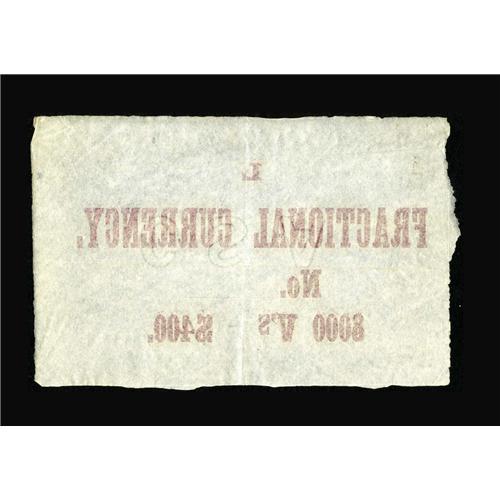 L.
FRACTIONAL CURRENCY.
No.
8000 V's $400.